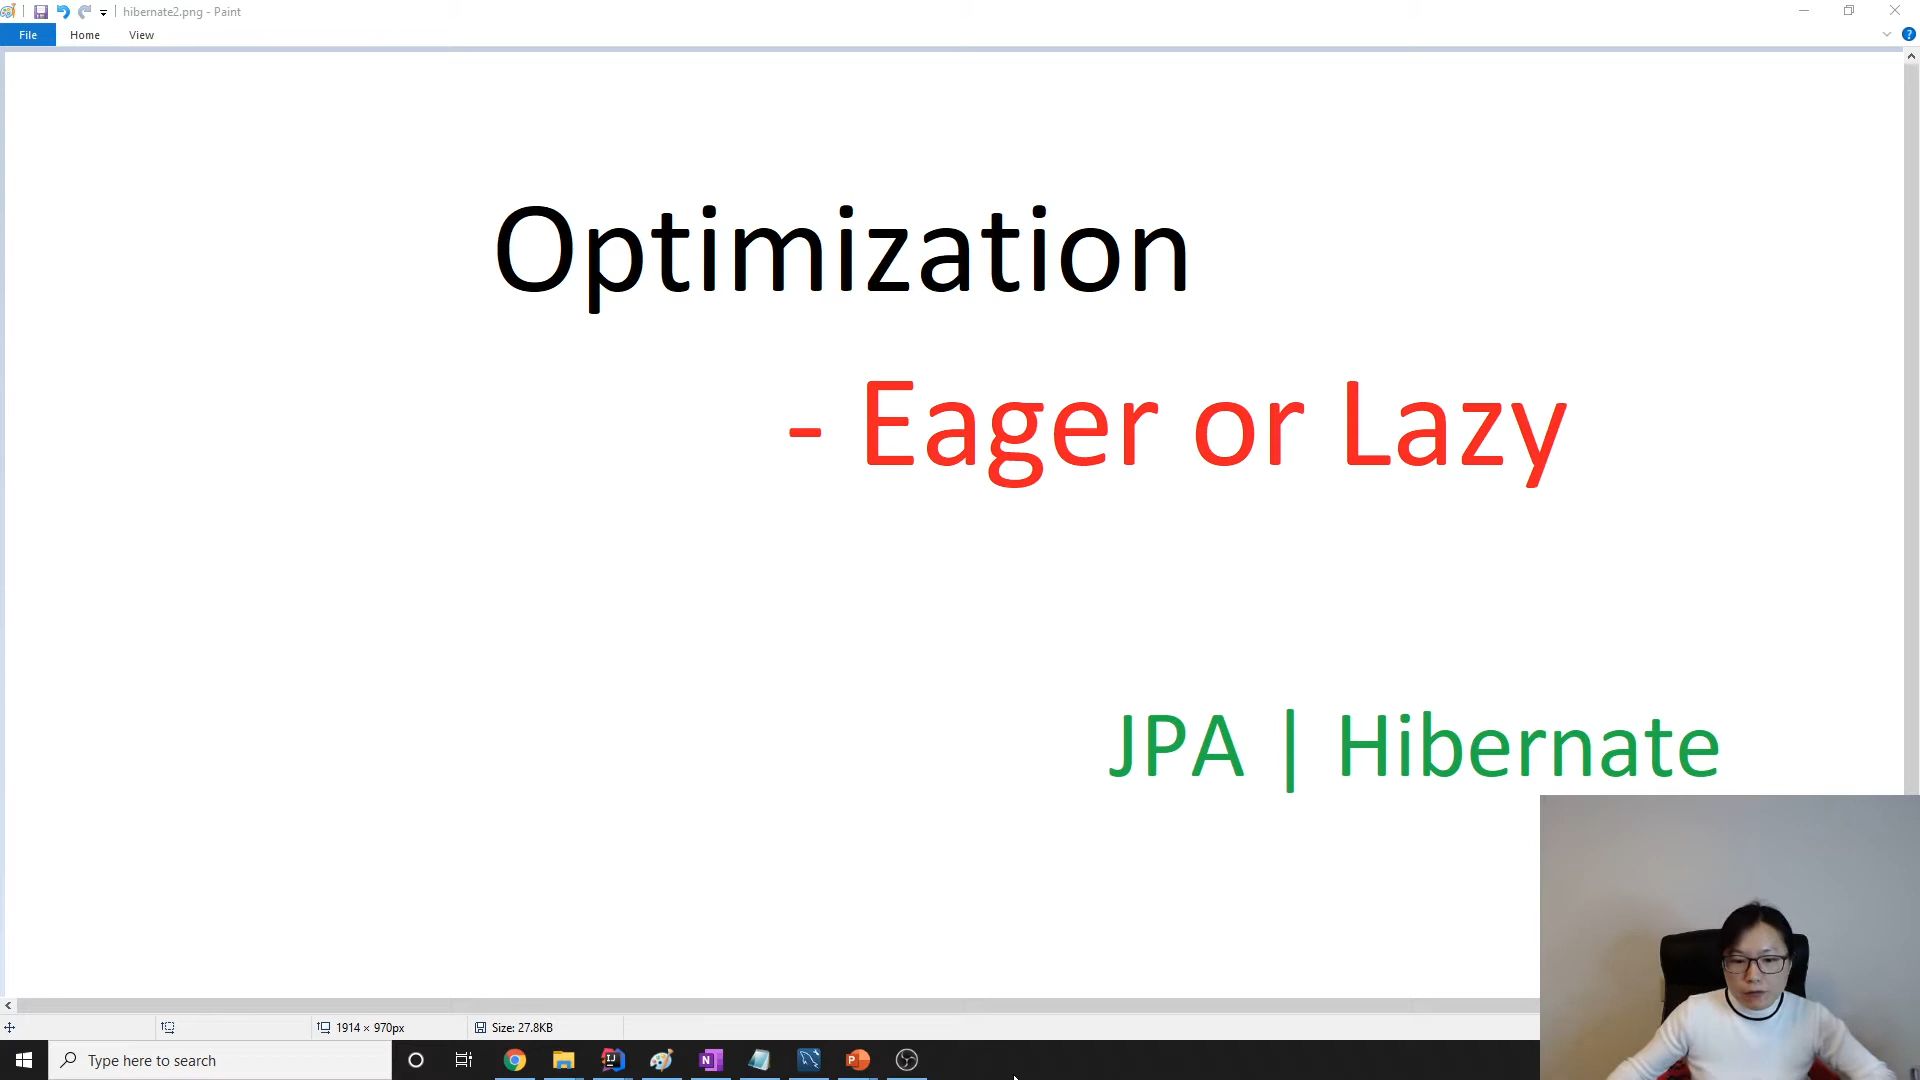 hibernate2.png - Paint
File Home View
Optimization
- Eager or Lazy
JPA | Hibernate
1914 × 970px Size: 27.8KB
Type here to search